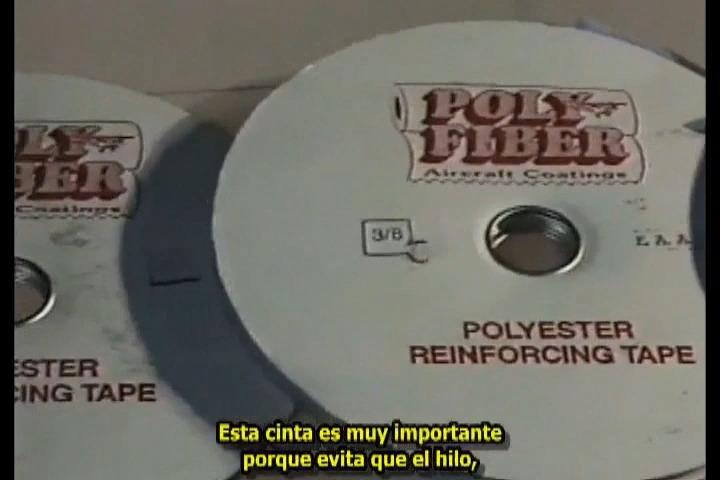 POLY
FIBER
Aircraft Coatings
3/8
E A A
POLYESTER
REINFORCING TAPE
LY
BER
Coatings
ESTER
CING TAPE
Esta cinta es muy importante
porque evita que el hilo,